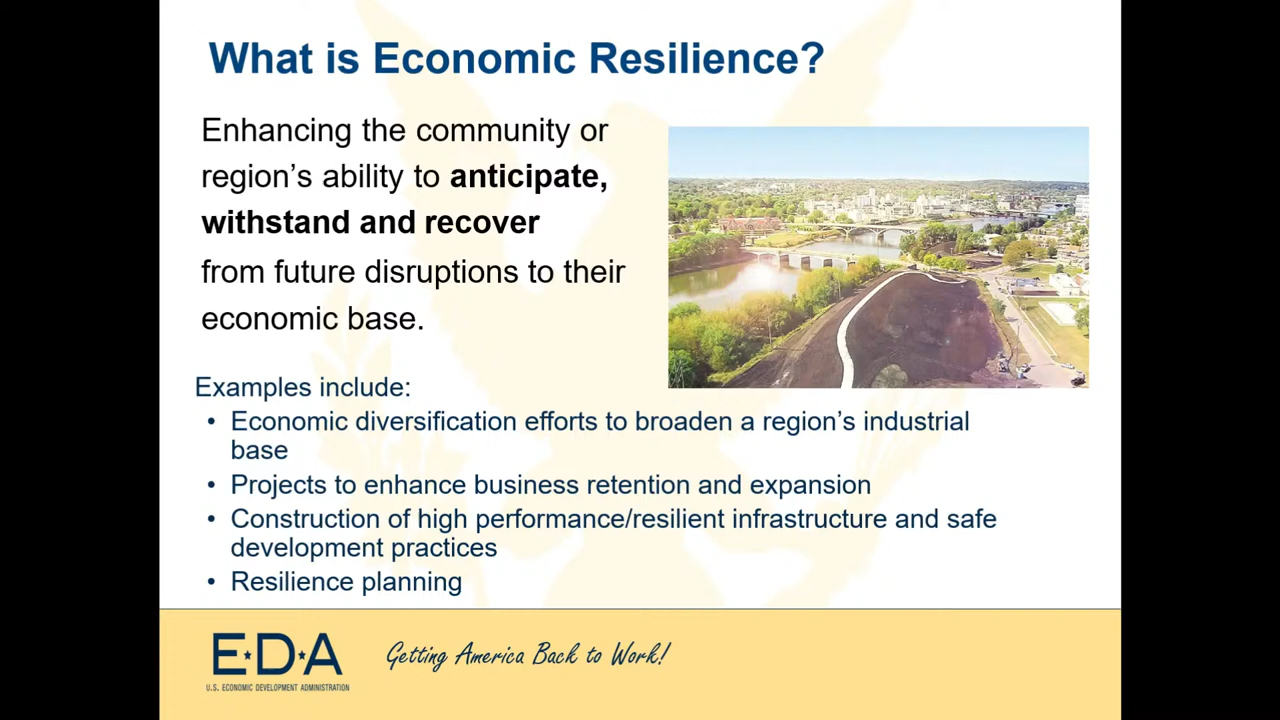 What is Economic Resilience?
Enhancing the community or
region’s ability to anticipate,
withstand and recover
from future disruptions to their
economic base.
Examples include:
• Economic diversification efforts to broaden a region’s industrial
base
• Projects to enhance business retention and expansion
• Construction of high performance/resilient infrastructure and safe
development practices
• Resilience planning
E★D★A
U.S. ECONOMIC DEVELOPMENT ADMINISTRATION
Getting America Back to Work!